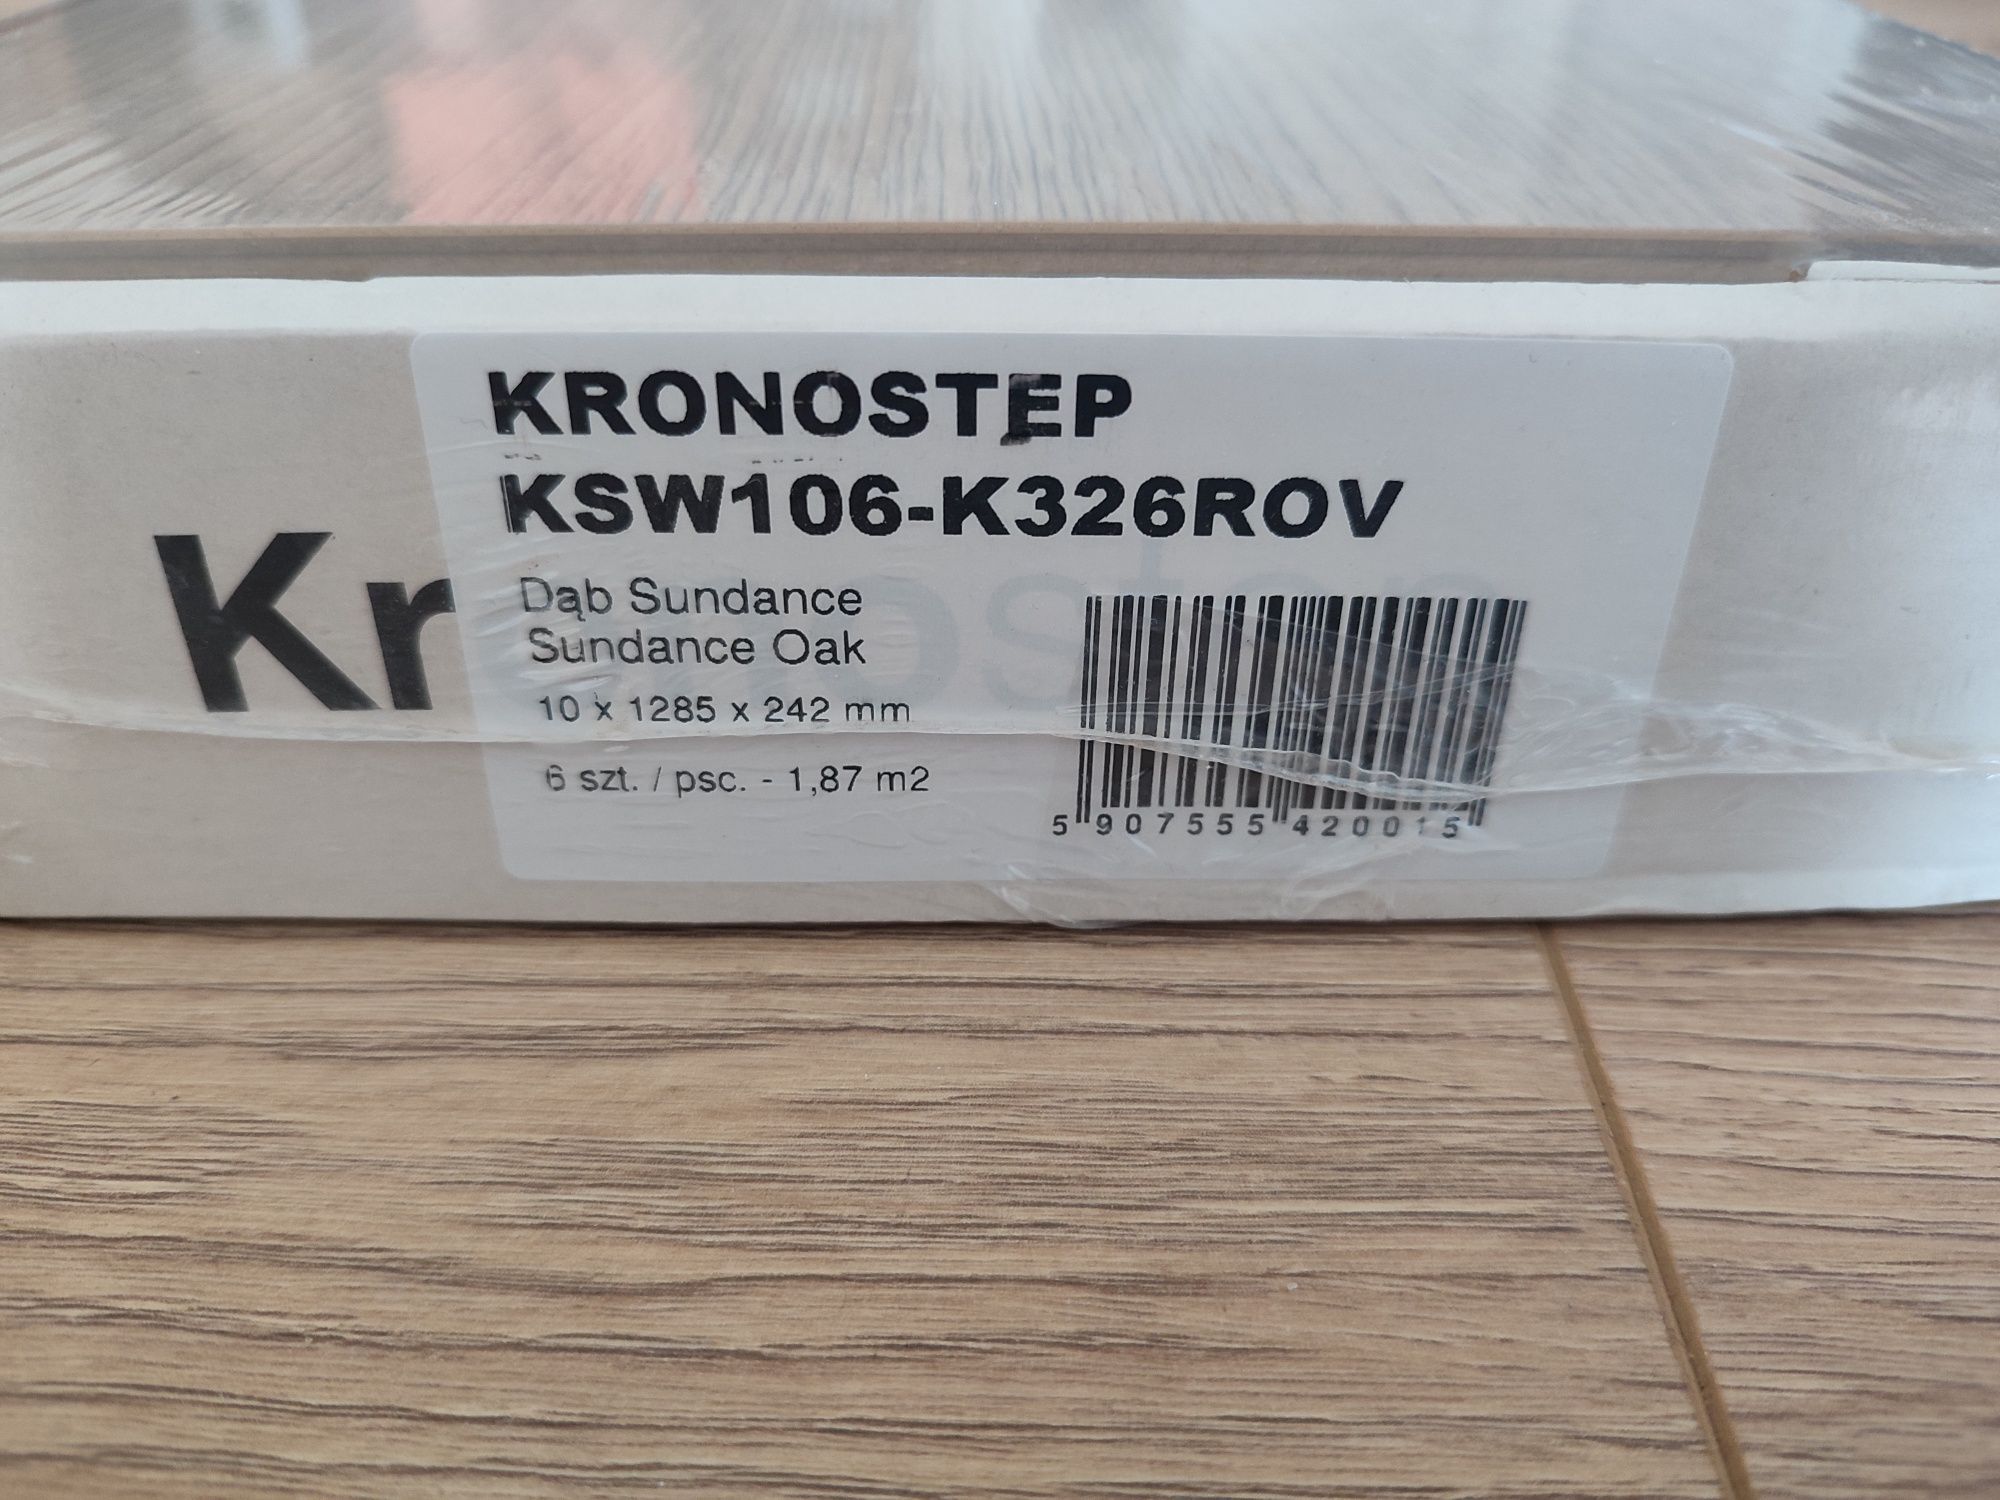 KRONOSTEP
KSW106-K326ROV
Kr
Dąb Sundance
Sundance Oak
10 x 1285 x 242 mm
6 szt. / psc. - 1,87 m2
5 907555 420015